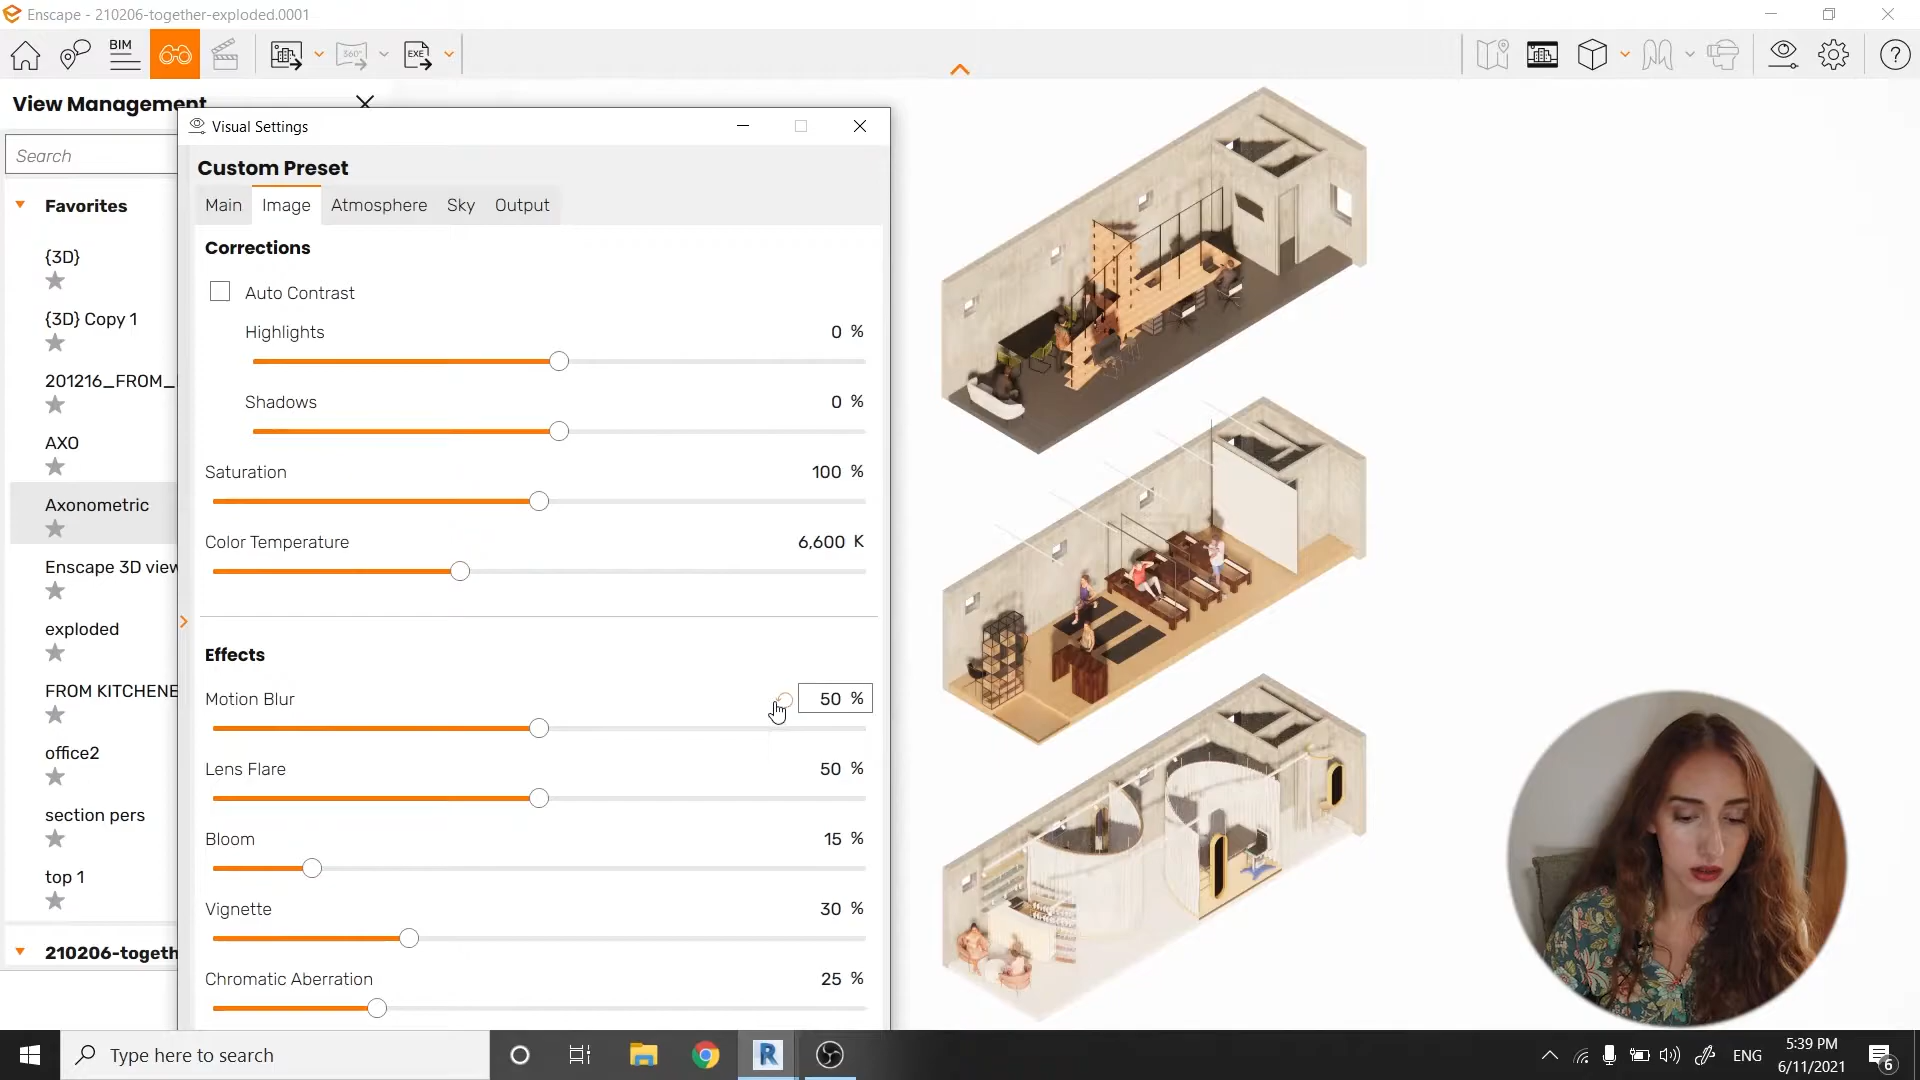 Enscape - 210206-together-exploded.0001
BIM
360°
EXE
?
View Management
Search
Favorites
{3D}
{3D} Copy 1
201216_FROM_
AXO
Axonometric
Enscape 3D view
exploded
FROM KITCHENE
office2
section pers
top 1
210206-togeth
Visual Settings
Custom Preset
Main Image Atmosphere Sky Output
Corrections
Auto Contrast
Highlights 0 %
Shadows 0 %
Saturation 100 %
Color Temperature 6,600 K
Effects
Motion Blur 50 %
Lens Flare 50 %
Bloom 15 %
Vignette 30 %
Chromatic Aberration 25 %
Type here to search
R
ENG
5:39 PM
6/11/2021
6